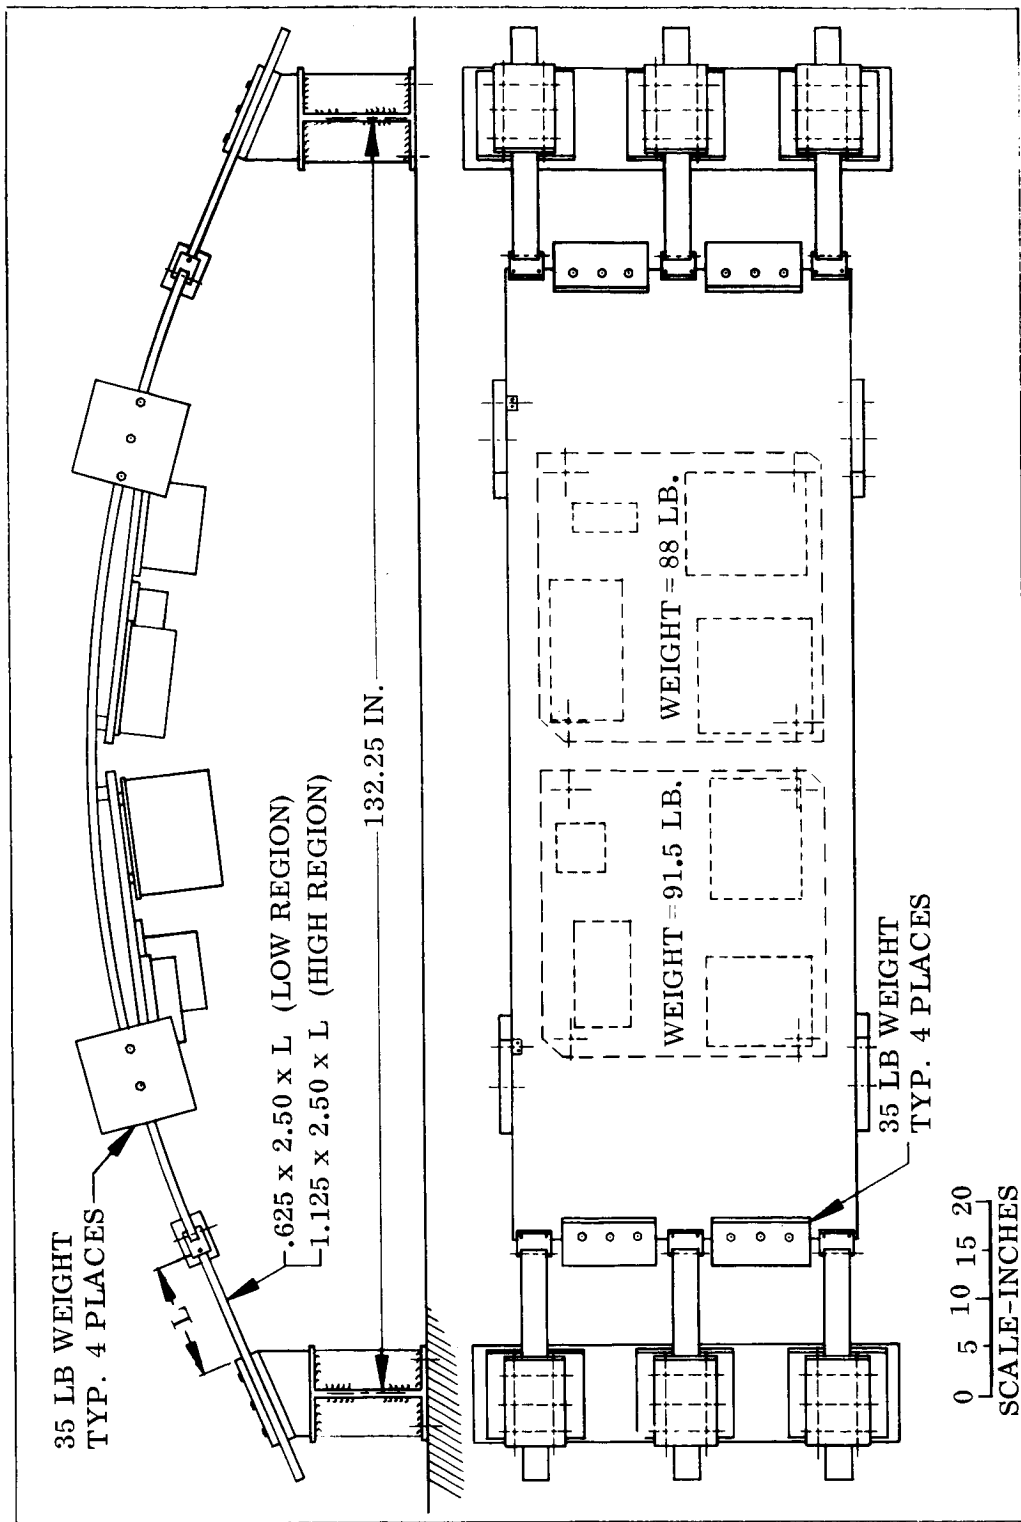 35 LB WEIGHT
TYP. 4 PLACES
L
.625 x 2.50 x L (LOW REGION)
1.125 x 2.50 x L (HIGH REGION)
132.25 IN.
WEIGHT = 91.5 LB.
WEIGHT = 88 LB.
35 LB WEIGHT
TYP. 4 PLACES
0 5 10 15 20
SCALE-INCHES